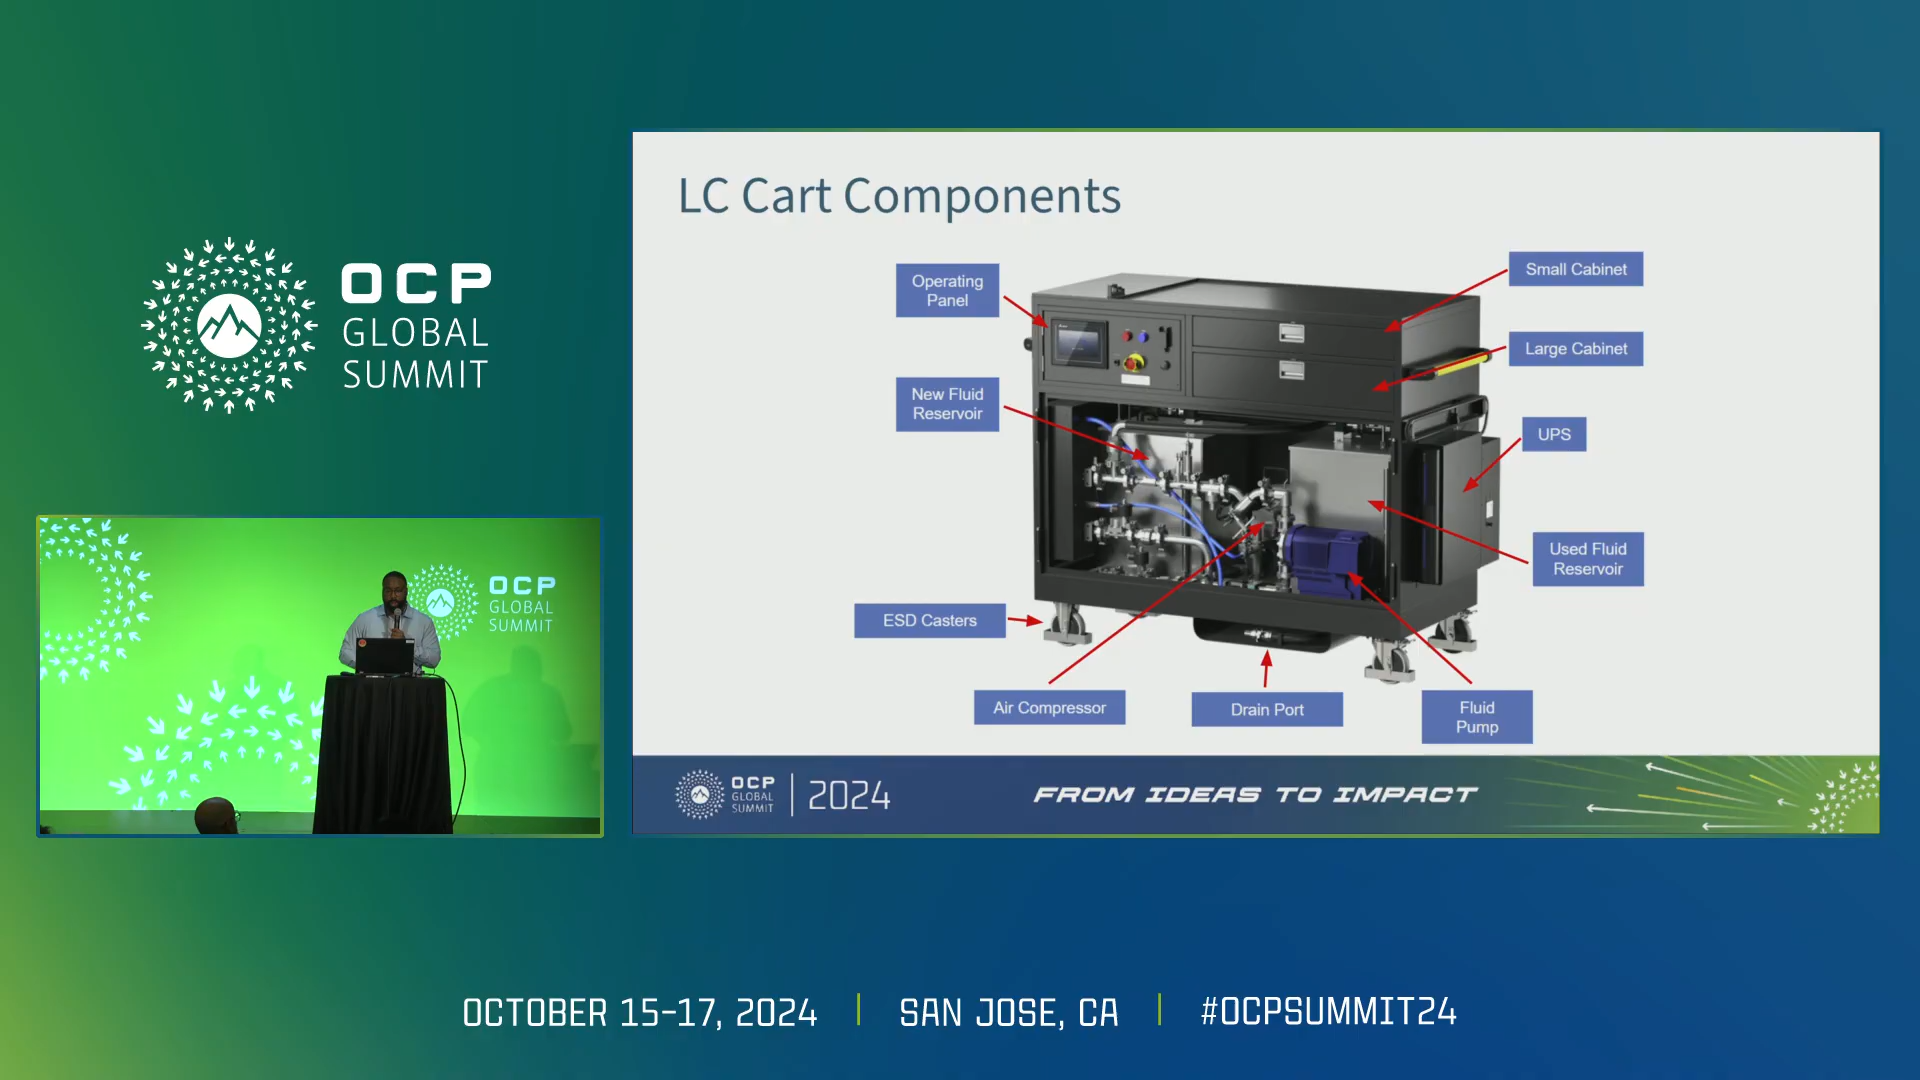 OCP
GLOBAL
SUMMIT
OCP
GLOBAL
SUMMIT
LC Cart Components
Operating
Panel
New Fluid
Reservoir
ESD Casters
Air Compressor
Drain Port
Fluid
Pump
Small Cabinet
Large Cabinet
UPS
Used Fluid
Reservoir
OCP
GLOBAL
SUMMIT
2024
FROM IDEAS TO IMPACT
OCTOBER 15-17, 2024
SAN JOSE, CA
#OCPSUMMIT24